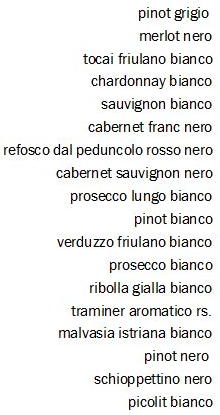 pinot grigio
merlot nero
tocai friulano bianco
chardonnay bianco
sauvignon bianco
cabernet franc nero
refosco dal peduncolo rosso nero
cabernet sauvignon nero
prosecco lungo bianco
pinot bianco
verduzzo friulano bianco
prosecco bianco
ribolla gialla bianco
traminer aromatico rs.
malvasia istriana bianco
pinot nero
schioppettino nero
picolit bianco